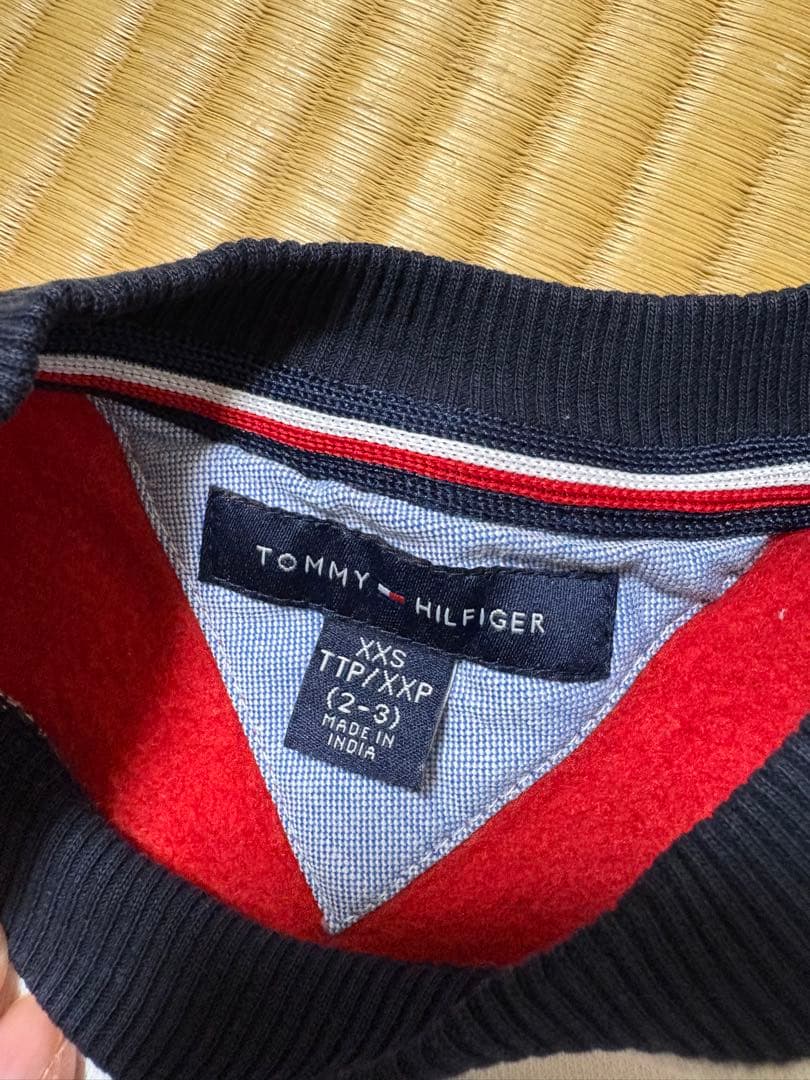 TOMMY HILFIGER
XXS
TTP/XXP
(2-3)
MADE IN
INDIA